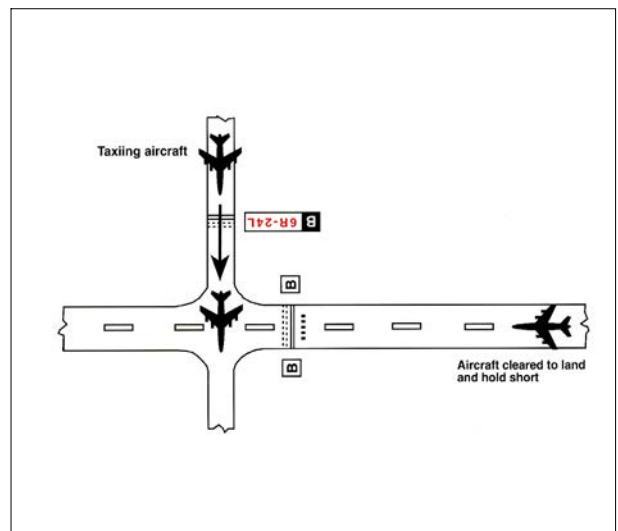 Taxiing aircraft
B 6R-24L
B
B
Aircraft cleared to land
and hold short